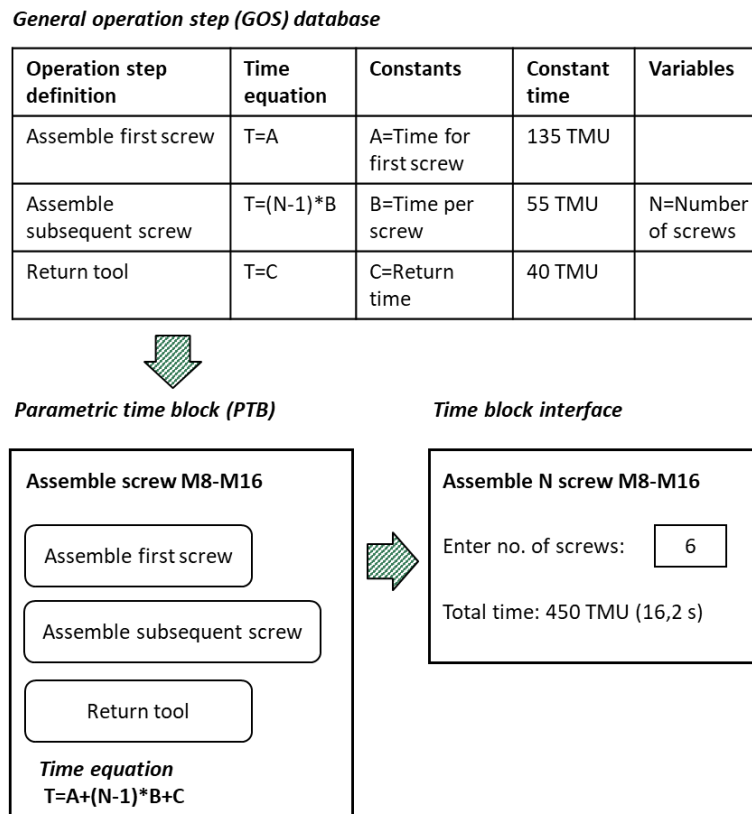 General operation step (GOS) database
Operation step definition Time equation Constants Constant time Variables
Assemble first screw T=A A=Time for first screw 135 TMU
Assemble subsequent screw T=(N-1)*B B=Time per screw 55 TMU N=Number of screws
Return tool T=C C=Return time 40 TMU
Parametric time block (PTB)
Assemble screw M8-M16
Assemble first screw
Assemble subsequent screw
Return tool
Time equation
T=A+(N-1)*B+C
Time block interface
Assemble N screw M8-M16
Enter no. of screws: 6
Total time: 450 TMU (16,2 s)